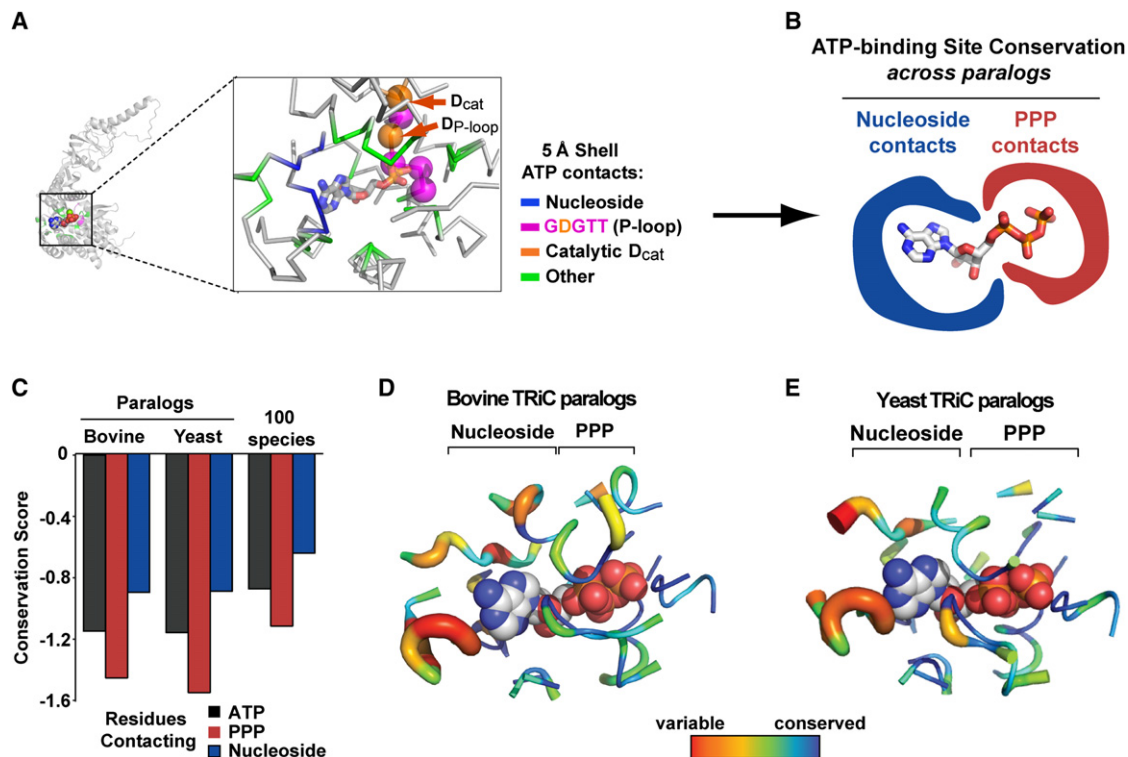 A
Dcat
DP-loop
5 Å Shell
ATP contacts:
Nucleoside
GDGTT (P-loop)
Catalytic Dcat
Other
B
ATP-binding Site Conservation
across paralogs
Nucleoside PPP
contacts contacts
C
Paralogs
100
species
Bovine Yeast
0
-0.4
-0.8
-1.2
-1.6
Conservation Score
Residues
Contacting
ATP
PPP
Nucleoside
D
Bovine TRiC paralogs
Nucleoside PPP
E
Yeast TRiC paralogs
Nucleoside PPP
variable conserved